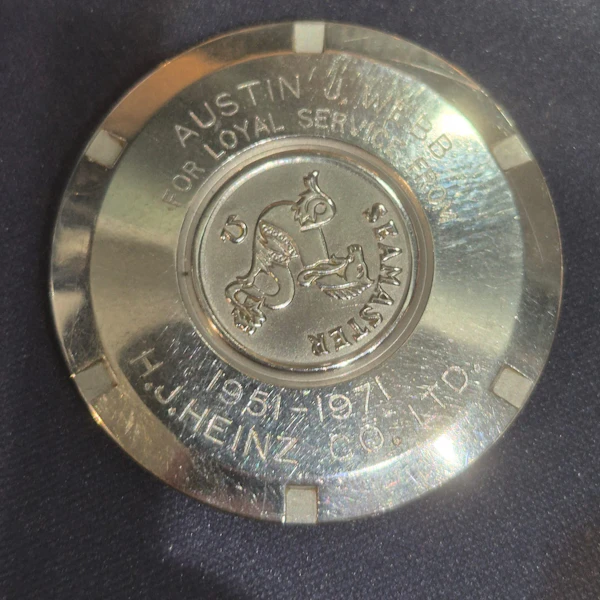 AUSTIN J. WEBB
FOR LOYAL SERVICE FROM
SEAMASTER
1951-1971
H.J.HEINZ CO. LTD.